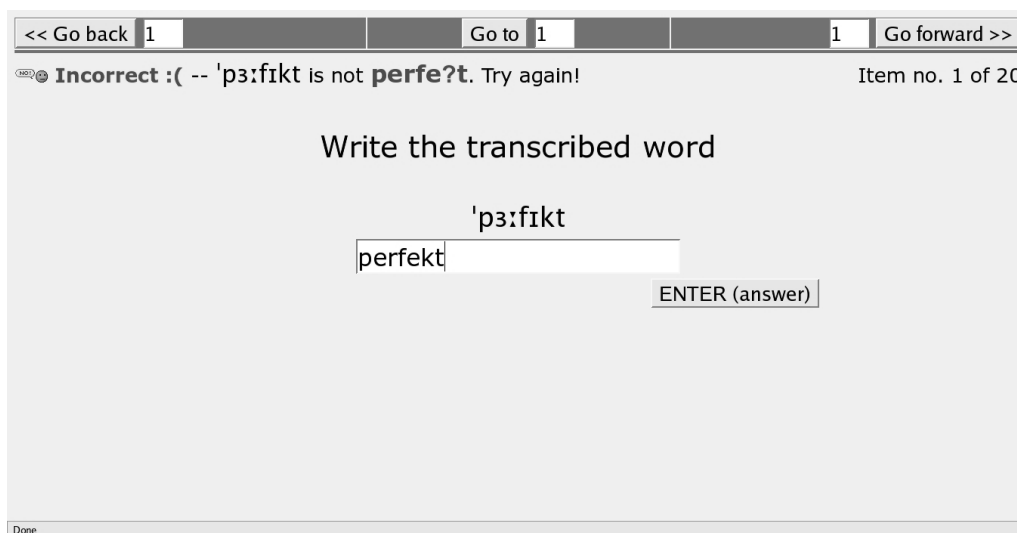 << Go back 1 Go to 1 1 Go forward >>
Incorrect :( -- ˈpɜːfɪkt is not perfe?t. Try again! Item no. 1 of 20
Write the transcribed word
ˈpɜːfɪkt
perfekt
ENTER (answer)
Done